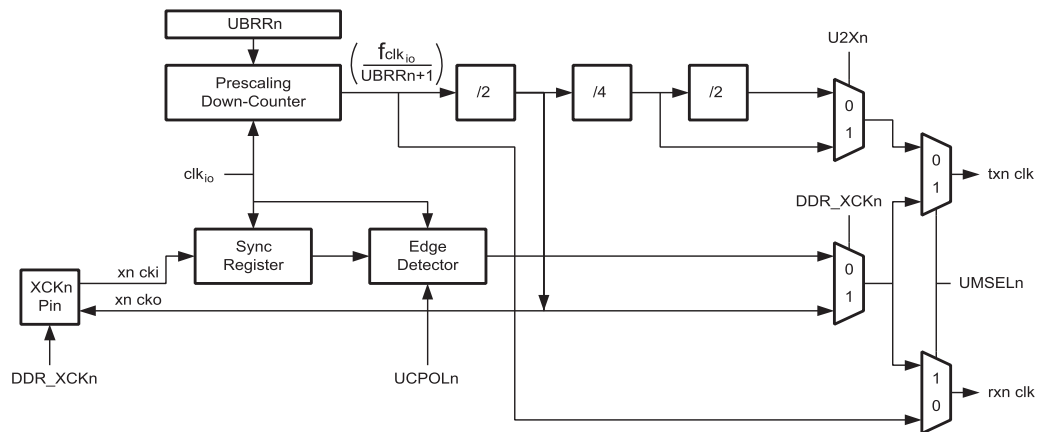 UBRRn
U2Xn
( fclkio
UBRRn+1 )
Prescaling
Down-Counter
/2
/4
/2
0
1
0
1
txn clk
clkio
DDR_XCKn
Sync
Register
Edge
Detector
xn cki
0
1
XCKn
Pin
xn cko
UMSELn
DDR_XCKn
UCPOLn
1
0
rxn clk